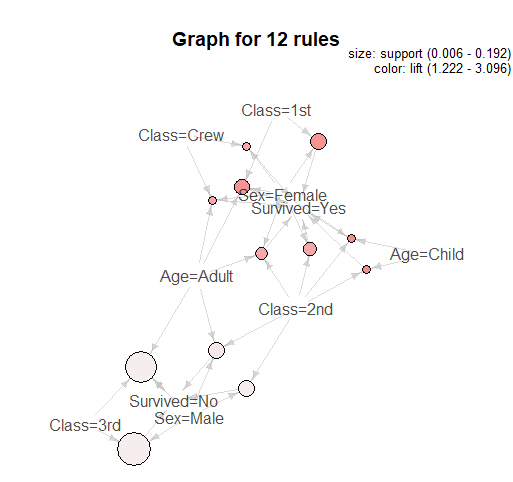 Graph for 12 rules
size: support (0.006 - 0.192)
color: lift (1.222 - 3.096)
Class=1st
Class=Crew
Sex=Female
Survived=Yes
Age=Child
Age=Adult
Class=2nd
Survived=No
Sex=Male
Class=3rd